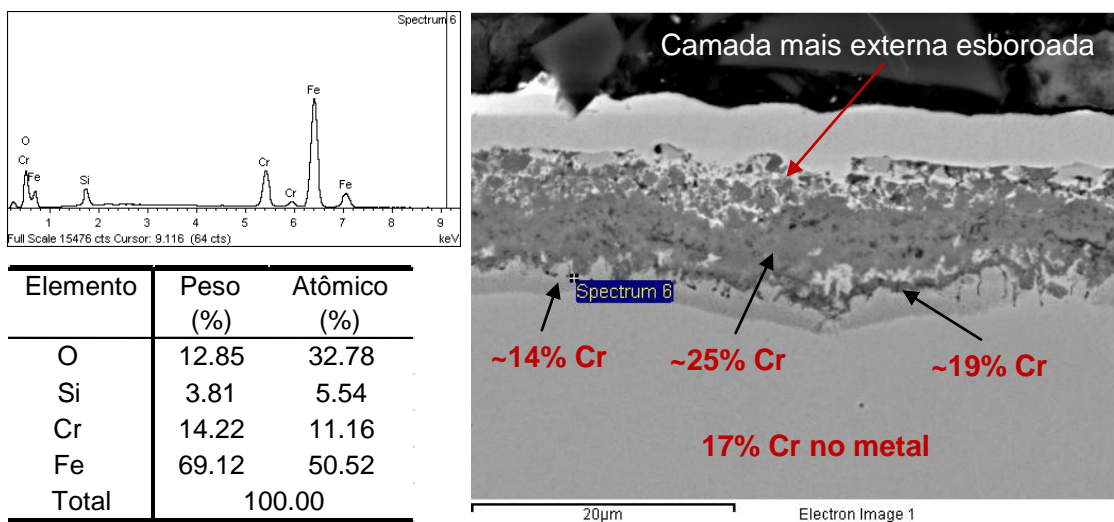 Spectrum 6
O
Cr
Fe
Si
Cr
Cr
Fe
Fe
1 2 3 4 5 6 7 8 9
Full Scale 15476 cts Cursor: 9.116 (64 cts) keV
Elemento Peso (%) Atômico (%)
O 12.85 32.78
Si 3.81 5.54
Cr 14.22 11.16
Fe 69.12 50.52
Total 100.00
Camada mais externa esboroada
Spectrum 6
~14% Cr
~25% Cr
~19% Cr
17% Cr no metal
20µm Electron Image 1